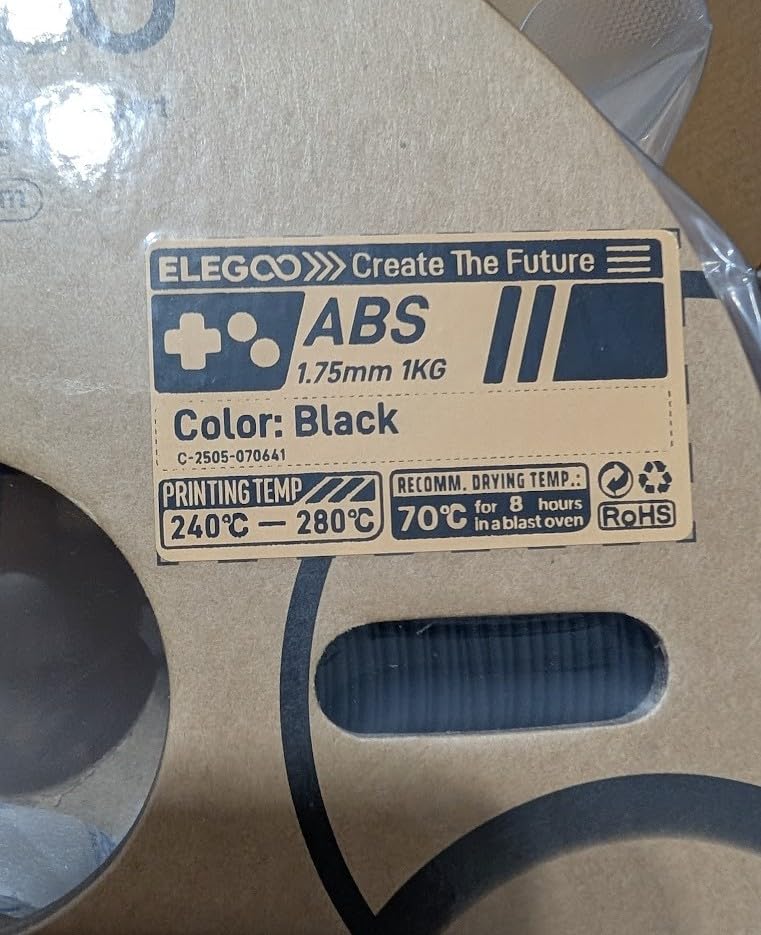 ELEGOO>>> Create The Future
ABS
1.75mm 1KG
Color: Black
C-2505-070641
PRINTING TEMP
240℃ — 280℃
RECOMM. DRYING TEMP.:
70℃ for 8 hours
in a blast oven
RoHS